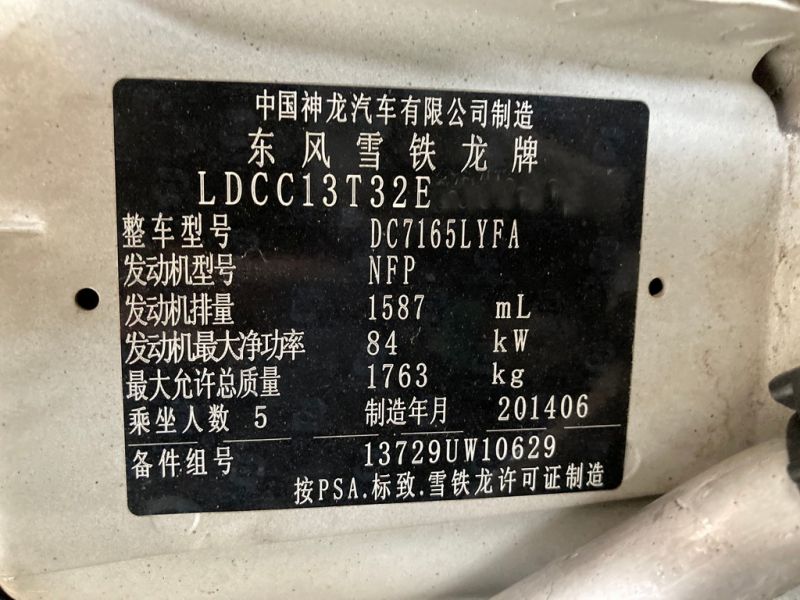 中国神龙汽车有限公司制造
东风雪铁龙牌
LDCC13T32E
整车型号 DC7165LYFA
发动机型号 NFP
发动机排量 1587 mL
发动机最大净功率 84 kW
最大允许总质量 1763 kg
乘坐人数 5 制造年月 201406
备件组号 13729UW10629
按PSA.标致.雪铁龙许可证制造